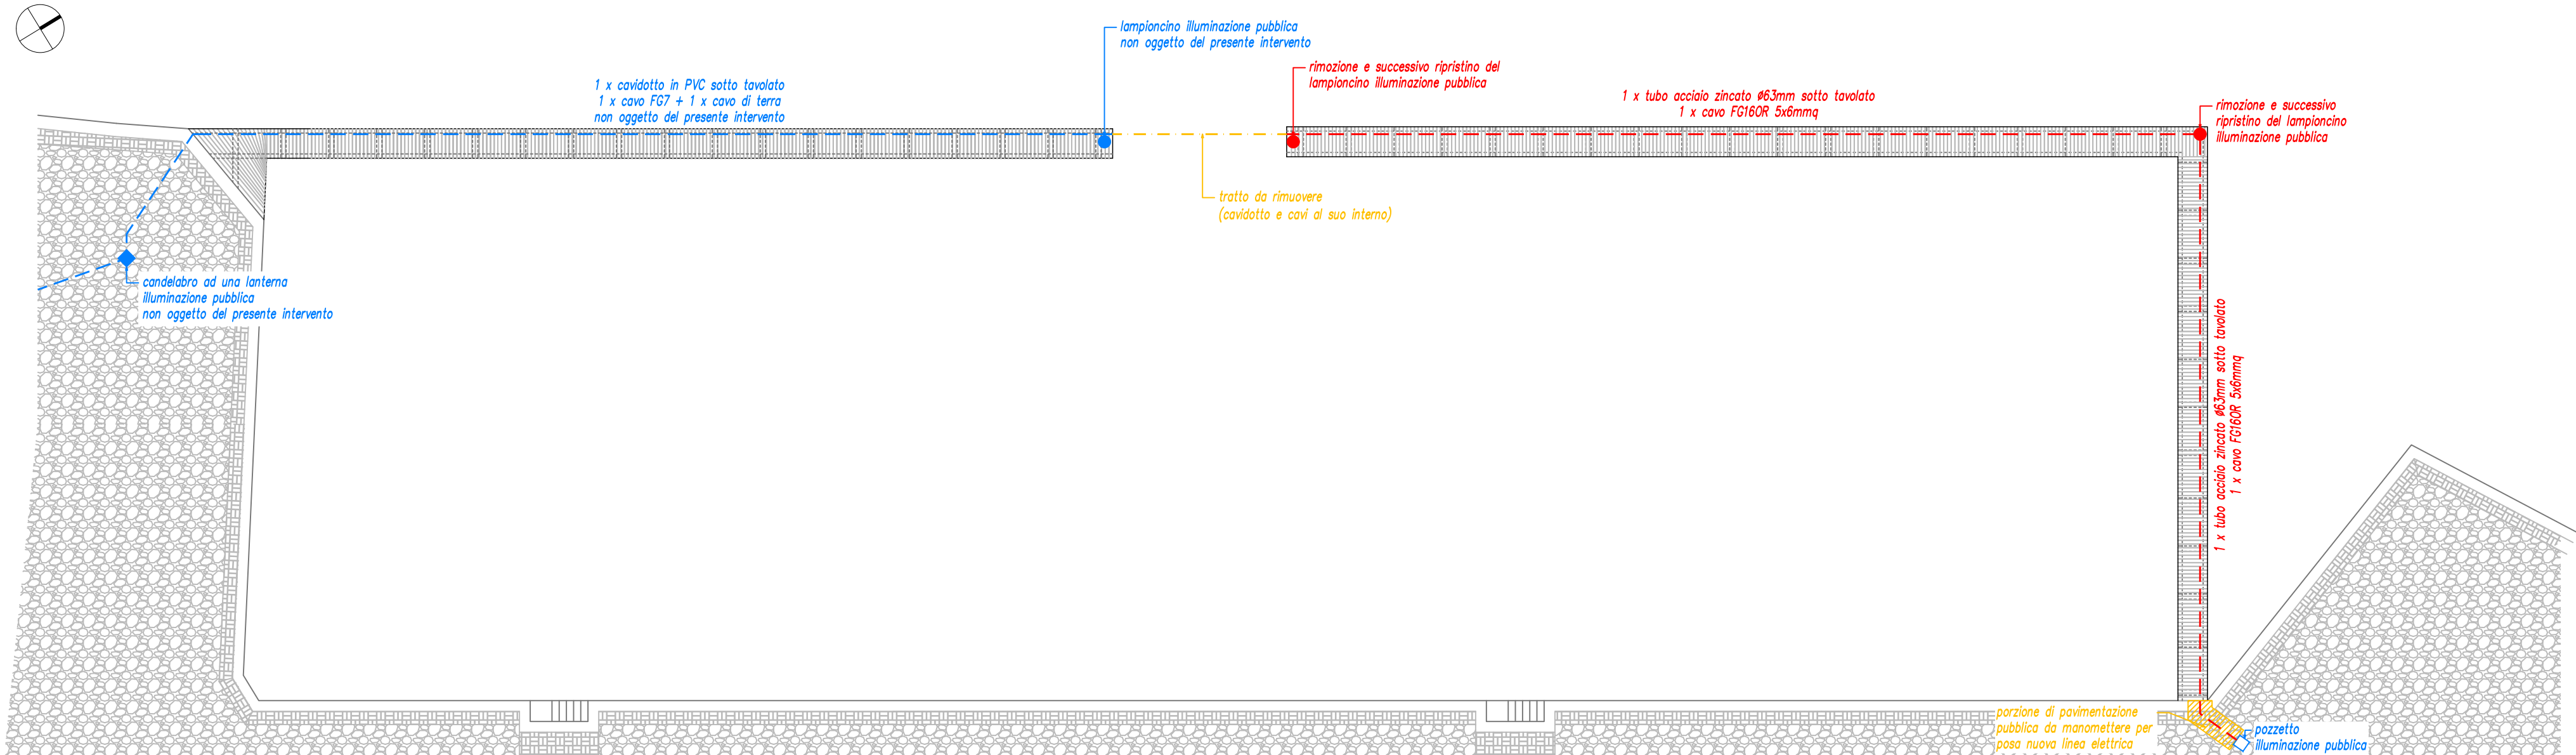 lampioncino illuminazione pubblica
non oggetto del presente intervento
1 x cavidotto in PVC sotto tavolato
1 x cavo FG7 + 1 x cavo di terra
non oggetto del presente intervento
rimozione e successivo ripristino del
lampioncino illuminazione pubblica
1 x tubo acciaio zincato Ø63mm sotto tavolato
1 x cavo FG16OR 5x6mmq
rimozione e successivo
ripristino del lampioncino
illuminazione pubblica
tratto da rimuovere
(cavidotto e cavi al suo interno)
candelabro ad una lanterna
illuminazione pubblica
non oggetto del presente intervento
1 x tubo acciaio zincato Ø63mm sotto tavolato
1 x cavo FG16OR 5x6mmq
porzione di pavimentazione
pubblica da manomettere per
posa nuova linea elettrica
pozzetto
illuminazione pubblica